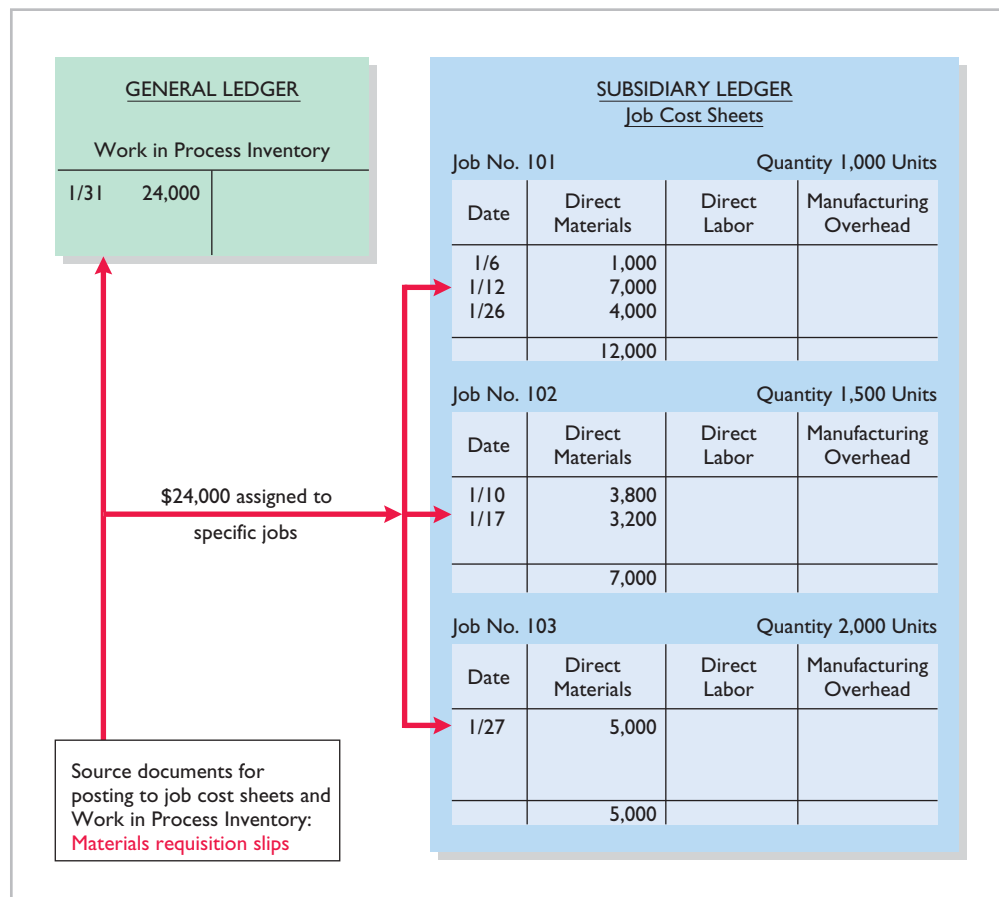 GENERAL LEDGER
Work in Process Inventory
1/31 24,000
SUBSIDIARY LEDGER
Job Cost Sheets
Job No. 101 Quantity 1,000 Units
Date Direct Materials Direct Labor Manufacturing Overhead
1/6 1,000
1/12 7,000
1/26 4,000
12,000
Job No. 102 Quantity 1,500 Units
Date Direct Materials Direct Labor Manufacturing Overhead
1/10 3,800
1/17 3,200
7,000
Job No. 103 Quantity 2,000 Units
Date Direct Materials Direct Labor Manufacturing Overhead
1/27 5,000
5,000
$24,000 assigned to
specific jobs
Source documents for
posting to job cost sheets and
Work in Process Inventory:
Materials requisition slips